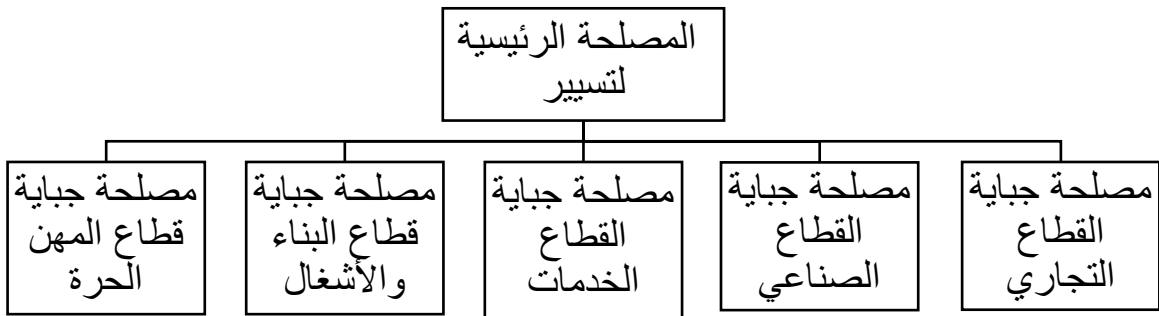 المصلحة الرئيسية
لتسيير
مصلحة جباية
القطاع
التجاري
مصلحة جباية
القطاع
الصناعي
مصلحة جباية
القطاع
الخدمات
مصلحة جباية
قطاع البناء
والأشغال
مصلحة جباية
قطاع المهن
الحرة